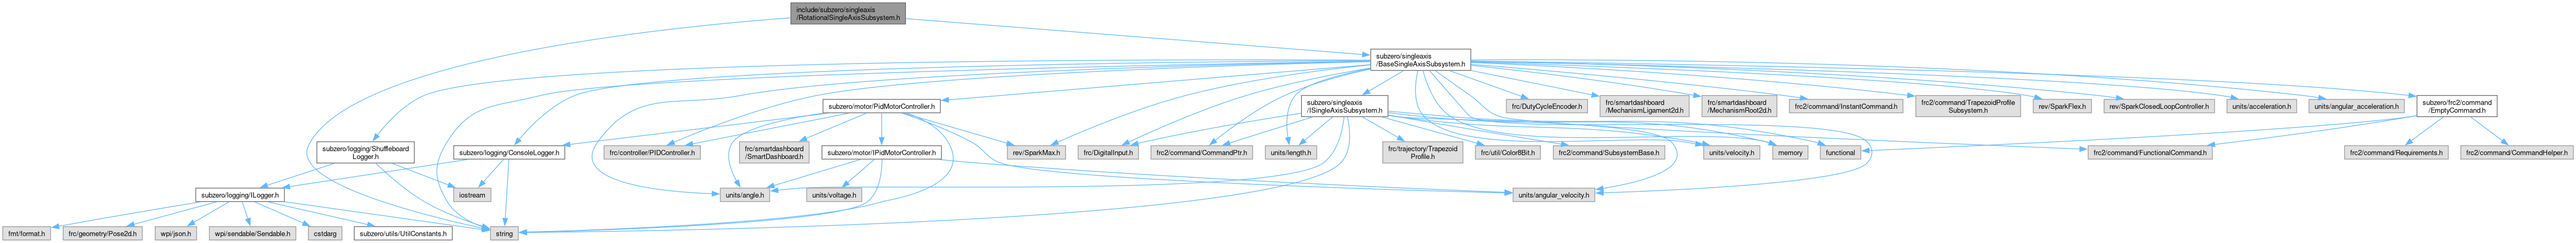 include/subzero/singleaxis
/RotationalSingleAxisSubsystem.h
subzero/singleaxis
/BaseSingleAxisSubsystem.h
subzero/motor/PidMotorController.h
subzero/singleaxis
/ISingleAxisSubsystem.h
frc/DutyCycleEncoder.h
frc/smartdashboard
/MechanismLigament2d.h
frc/smartdashboard
/MechanismRoot2d.h
frc2/command/InstantCommand.h
frc2/command/TrapezoidProfile
Subsystem.h
rev/SparkFlex.h
rev/SparkClosedLoopController.h
units/acceleration.h
units/angular_acceleration.h
subzero/frc2/command
/EmptyCommand.h
subzero/logging/Shuffleboard
Logger.h
subzero/logging/ConsoleLogger.h
frc/controller/PIDController.h
frc/smartdashboard
/SmartDashboard.h
subzero/motor/IPidMotorController.h
rev/SparkMax.h
frc/DigitalInput.h
frc2/command/CommandPtr.h
units/length.h
frc/trajectory/Trapezoid
Profile.h
frc/util/Color8Bit.h
frc2/command/SubsystemBase.h
units/velocity.h
memory
functional
frc2/command/FunctionalCommand.h
frc2/command/Requirements.h
frc2/command/CommandHelper.h
subzero/logging/ILogger.h
iostream
units/angle.h
units/voltage.h
units/angular_velocity.h
fmt/format.h
frc/geometry/Pose2d.h
wpi/json.h
wpi/sendable/Sendable.h
cstdarg
subzero/utils/UtilConstants.h
string